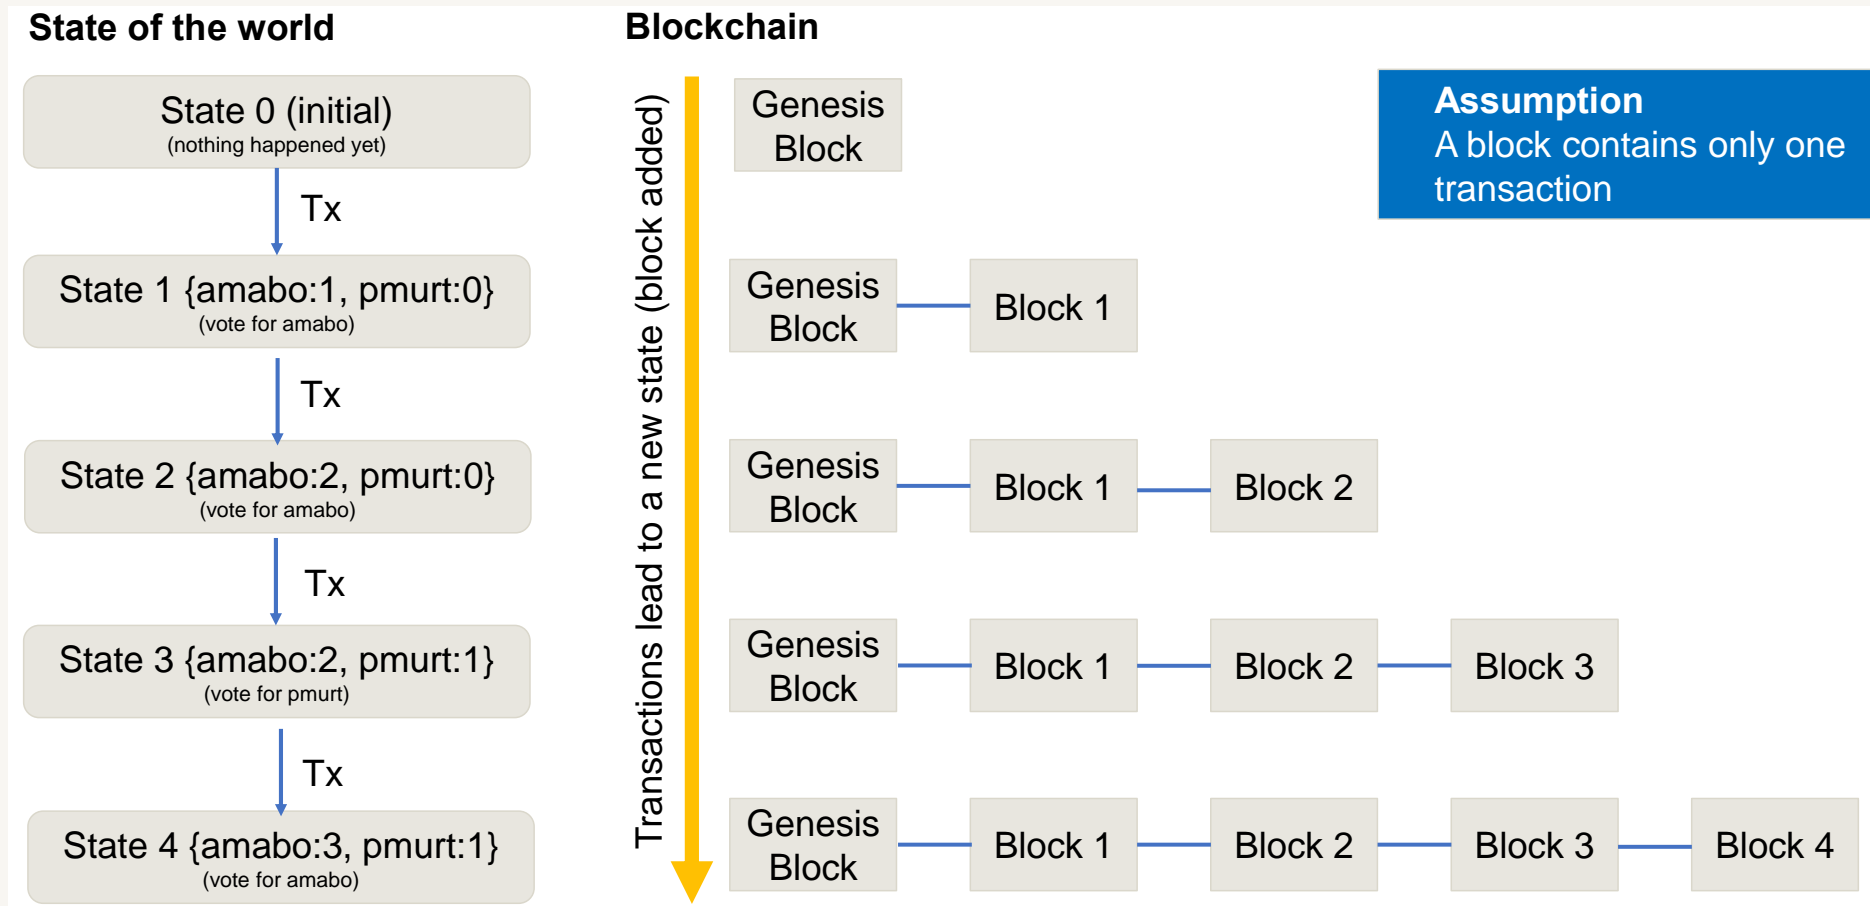 State of the world
State 0 (initial)
(nothing happened yet)
Tx
State 1 {amabo:1, pmurt:0}
(vote for amabo)
Tx
State 2 {amabo:2, pmurt:0}
(vote for amabo)
Tx
State 3 {amabo:2, pmurt:1}
(vote for pmurt)
Tx
State 4 {amabo:3, pmurt:1}
(vote for amabo)
Blockchain
Transactions lead to a new state (block added)
Genesis
Block
Genesis
Block
Block 1
Genesis
Block
Block 1
Block 2
Genesis
Block
Block 1
Block 2
Block 3
Genesis
Block
Block 1
Block 2
Block 3
Block 4
Assumption
A block contains only one
transaction